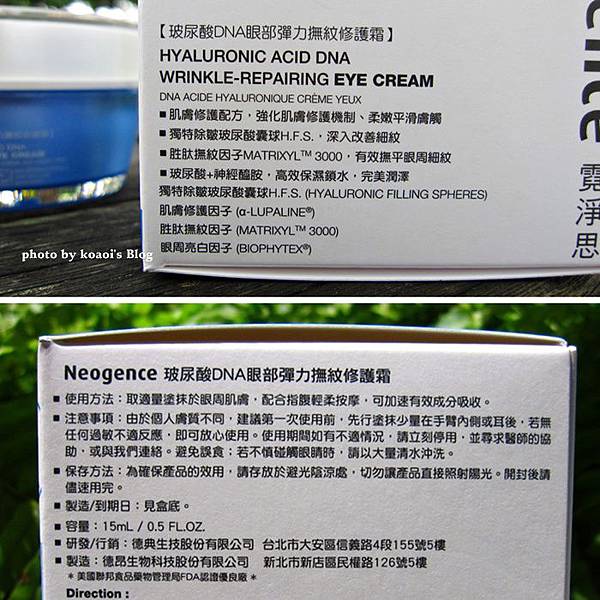 【玻尿酸DNA眼部彈力撫紋修護霜】
HYALURONIC ACID DNA
WRINKLE-REPAIRING EYE CREAM
DNA ACIDE HYALURONIQUE CRÈME YEUX
■ 肌膚修護配方，強化肌膚修護機制、柔嫩平滑膚觸
■ 獨特除皺玻尿酸囊球H.F.S.，深入改善細紋
■ 胜肽撫紋因子MATRIXYL™ 3000，有效撫平眼周細紋
■ 玻尿酸+神經醯胺，高效保濕鎖水，完美潤澤
獨特除皺玻尿酸囊球H.F.S. (HYALURONIC FILLING SPHERES)
肌膚修護因子 (α-LUPALINE®)
胜肽撫紋因子 (MATRIXYL™ 3000)
眼周亮白因子 (BIOPHYTEX®)
霓淨思
EYE CREAM
photo by koaoi's Blog
Neogence 玻尿酸DNA眼部彈力撫紋修護霜
■ 使用方法：取適量塗抹於眼周肌膚，配合指腹輕柔按摩，可加速有效成分吸收。
■ 注意事項：由於個人膚質不同，建議第一次使用前，先行塗抹少量在手臂內側或耳後，若無
任何過敏不適反應，即可放心使用。使用期間如有不適情況，請立刻停用，並尋求醫師的協
助，或與我們連絡。避免誤食；若不慎碰觸眼睛時，請以大量清水沖洗。
■ 保存方法：為確保產品的效用，請存放於避光陰涼處，切勿讓產品直接照射陽光。開封後請
儘速用完。
■ 製造/到期日：見盒底。
■ 容量：15mL / 0.5 FL.OZ.
■ 研發/行銷：德典生技股份有限公司 台北市大安區信義路4段155號5樓
■ 製造：德昂生物科技股份有限公司 新北市新店區民權路126號5樓
＊美國聯邦食品藥物管理局FDA認證優良廠＊
Direction :